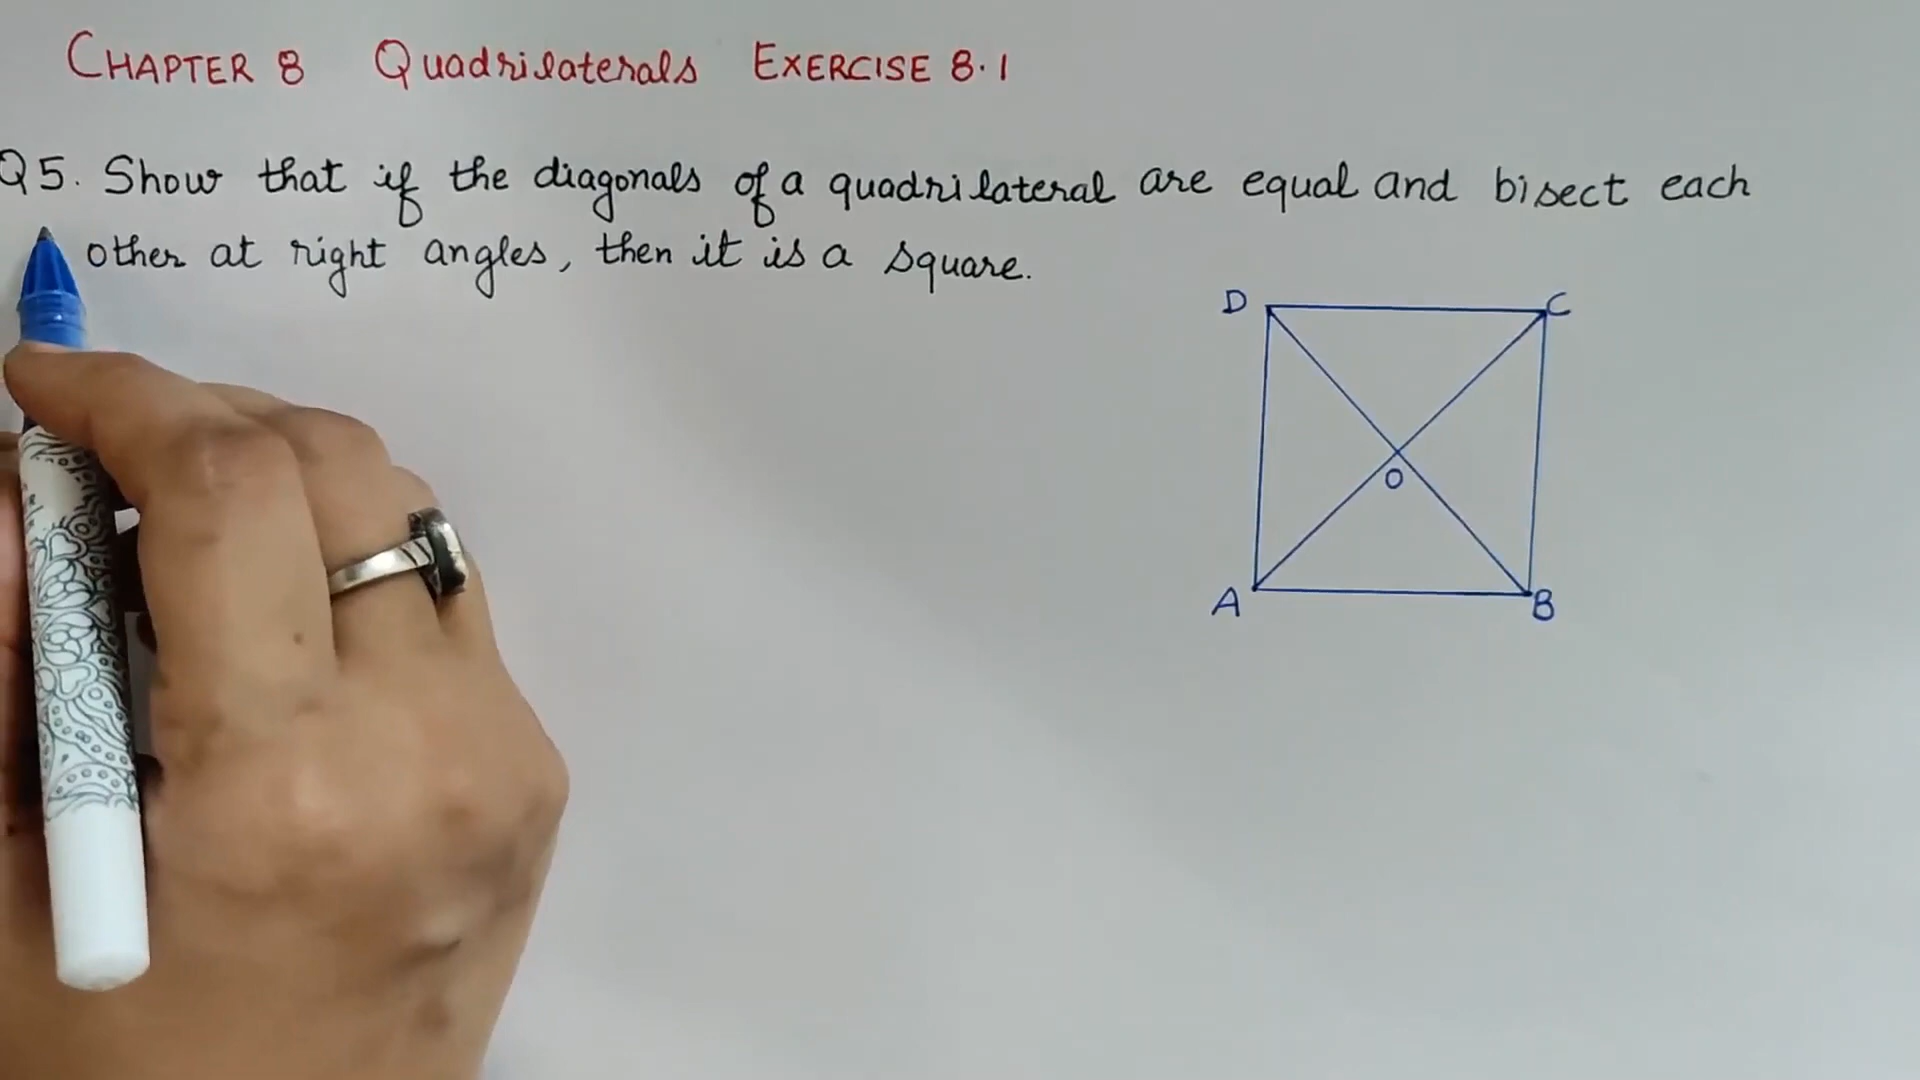 CHAPTER 8 Quadrilaterals EXERCISE 8.1
Q5. Show that if the diagonals of a quadrilateral are equal and bisect each
other at right angles, then it is a square.
D C
O
A B